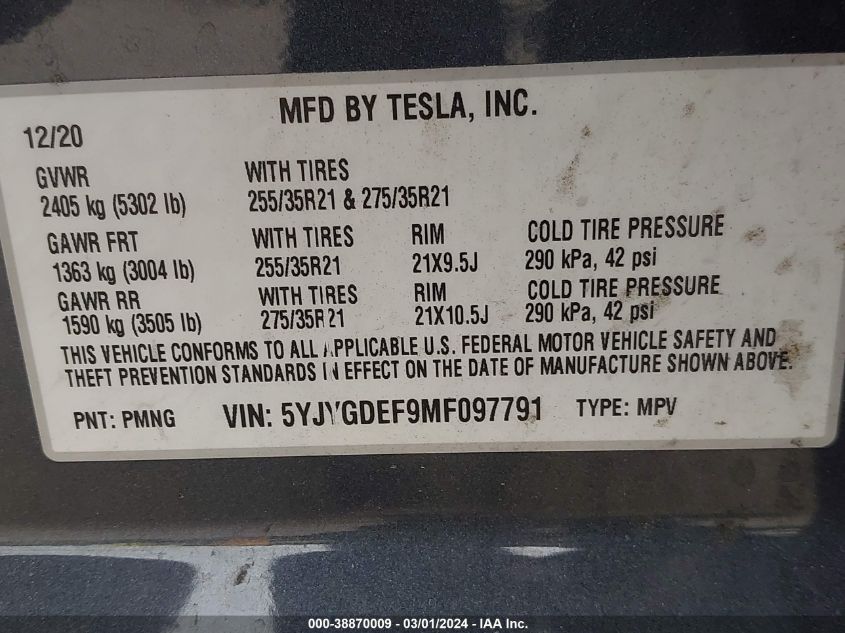 MFD BY TESLA, INC.
12/20
GVWR WITH TIRES
2405 kg (5302 lb) 255/35R21 & 275/35R21
GAWR FRT WITH TIRES RIM COLD TIRE PRESSURE
1363 kg (3004 lb) 255/35R21 21X9.5J 290 kPa, 42 psi
GAWR RR WITH TIRES RIM COLD TIRE PRESSURE
1590 kg (3505 lb) 275/35R21 21X10.5J 290 kPa, 42 psi
THIS VEHICLE CONFORMS TO ALL APPLICABLE U.S. FEDERAL MOTOR VEHICLE SAFETY AND
THEFT PREVENTION STANDARDS IN EFFECT ON THE DATE OF MANUFACTURE SHOWN ABOVE.
PNT: PMNG VIN: 5YJYGDEF9MF097791 TYPE: MPV
000-38870009 - 03/01/2024 - IAA Inc.